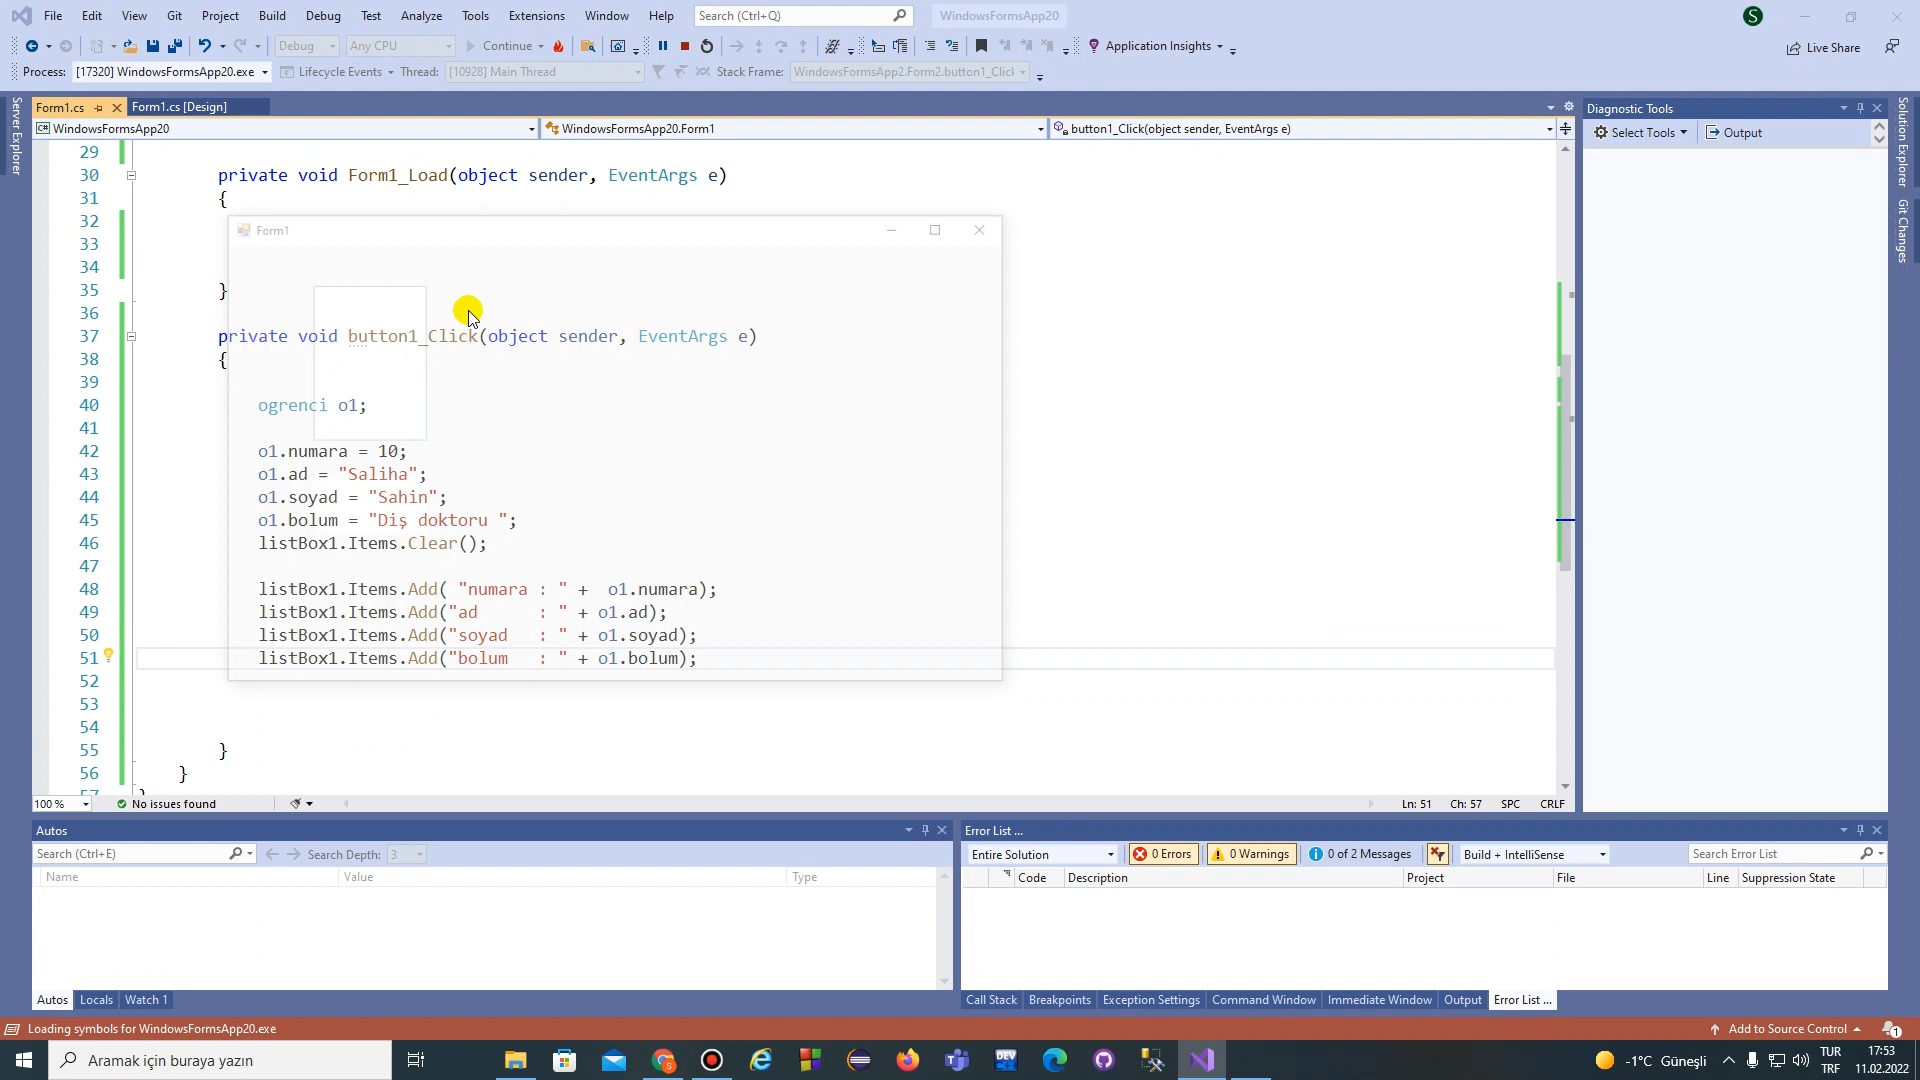 File Edit View Git Project Build Debug Test Analyze Tools Extensions Window Help Search (Ctrl+Q) WindowsFormsApp20 S
Debug Any CPU Continue Application Insights Live Share
Process: [17320] WindowsFormsApp20.exe Lifecycle Events Thread: [10928] Main Thread Stack Frame: WindowsFormsApp2.Form2.button1_Click
Server Explorer
Form1.cs Form1.cs [Design]
WindowsFormsApp20 WindowsFormsApp20.Form1 button1_Click(object sender, EventArgs e)
29
30 private void Form1_Load(object sender, EventArgs e)
31 {
32
33
34
35 }
36
37 private void button1_Click(object sender, EventArgs e)
38 {
39
40 ogrenci o1;
41
42 o1.numara = 10;
43 o1.ad = "Saliha";
44 o1.soyad = "Sahin";
45 o1.bolum = "Diş doktoru ";
46 listBox1.Items.Clear();
47
48 listBox1.Items.Add( "numara : " +  o1.numara);
49 listBox1.Items.Add("ad      : " + o1.ad);
50 listBox1.Items.Add("soyad   : " + o1.soyad);
51 listBox1.Items.Add("bolum   : " + o1.bolum);
52
53
54
55 }
56 }
57 }
Form1
100 % No issues found Ln: 51 Ch: 57 SPC CRLF
Diagnostic Tools
Select Tools Output
Solution Explorer
Git Changes
Autos
Search (Ctrl+E) Search Depth: 3
Name Value Type
Autos Locals Watch 1
Error List ...
Entire Solution 0 Errors 0 Warnings 0 of 2 Messages Build + IntelliSense Search Error List
Code Description Project File Line Suppression State
Call Stack Breakpoints Exception Settings Command Window Immediate Window Output Error List ...
Loading symbols for WindowsFormsApp20.exe Add to Source Control 1
Aramak için buraya yazın DEV -1°C Güneşli TUR 17:53
TRF 11.02.2022